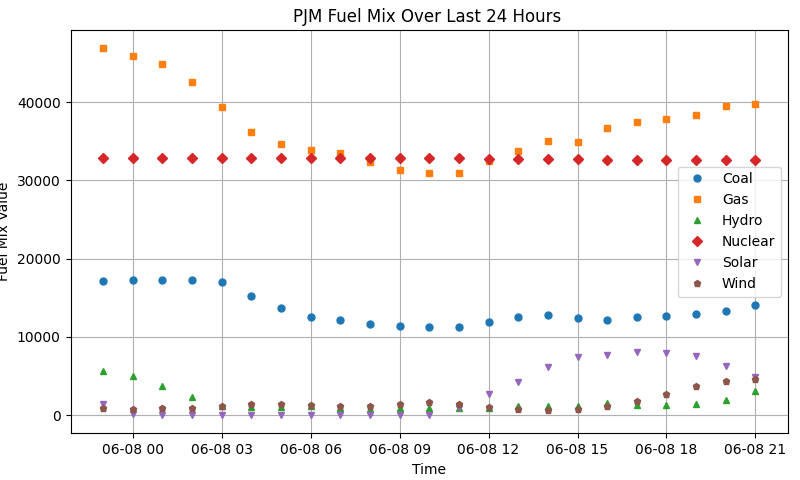 PJM Fuel Mix Over Last 24 Hours
Fuel Mix Value
40000
30000
20000
10000
0
Coal
Gas
Hydro
Nuclear
Solar
Wind
06-08 00 06-08 03 06-08 06 06-08 09 06-08 12 06-08 15 06-08 18 06-08 21
Time